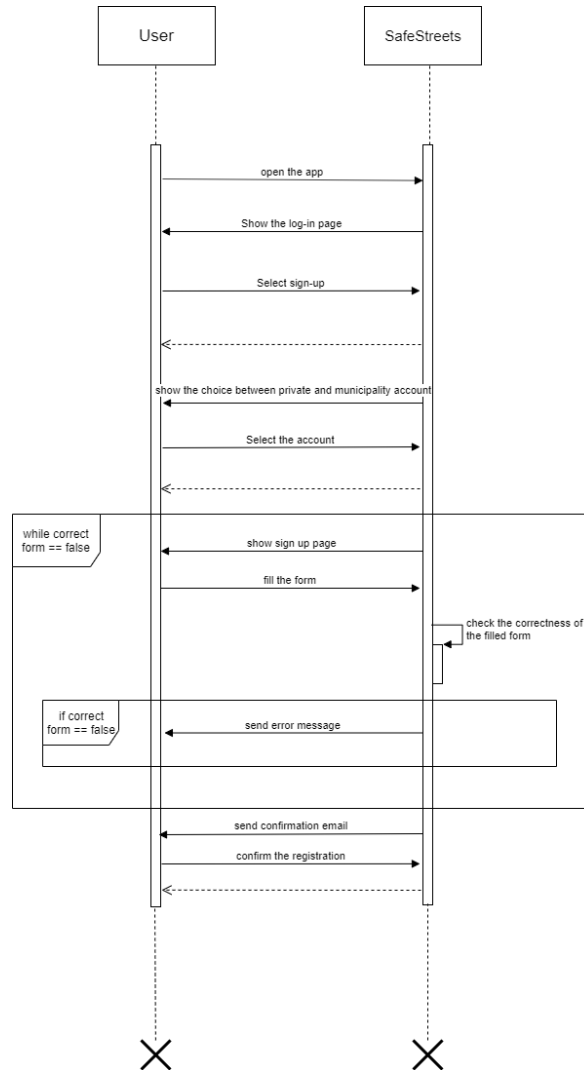 User
SafeStreets
open the app
Show the log-in page
Select sign-up
show the choice between private and municipality account
Select the account
while correct
form == false
show sign up page
fill the form
check the correctness of
the filled form
if correct
form == false
send error message
send confirmation email
confirm the registration